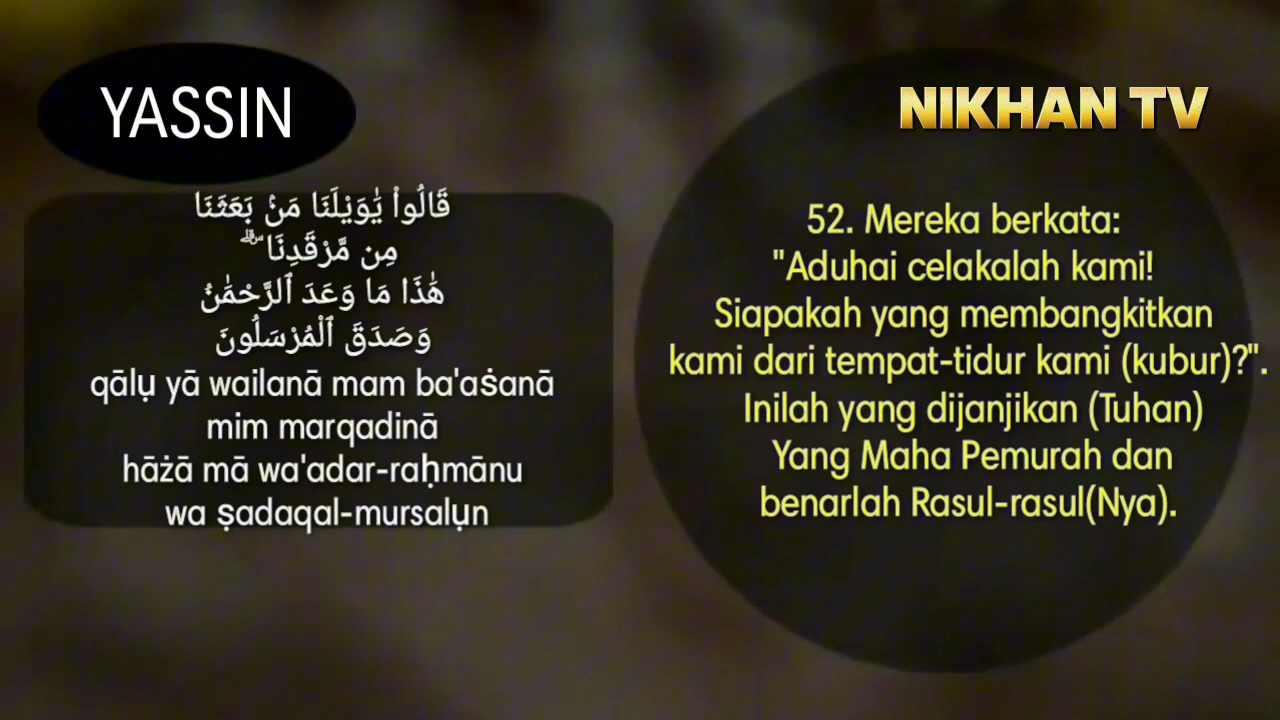 YASSIN
NIKHAN TV
قَالُوا۟ يَٰوَيْلَنَا مَنۢ بَعَثَنَا
مِن مَّرْقَدِنَا ۜۗ
هَٰذَا مَا وَعَدَ ٱلرَّحْمَٰنُ
وَصَدَقَ ٱلْمُرْسَلُونَ
qālụ yā wailanā mam ba'aṡanā
mim marqadinā
hāżā mā wa'adar-raḥmānu
wa ṣadaqal-mursalụn
52. Mereka berkata:
"Aduhai celakalah kami!
Siapakah yang membangkitkan
kami dari tempat-tidur kami (kubur)?".
Inilah yang dijanjikan (Tuhan)
Yang Maha Pemurah dan
benarlah Rasul-rasul(Nya).